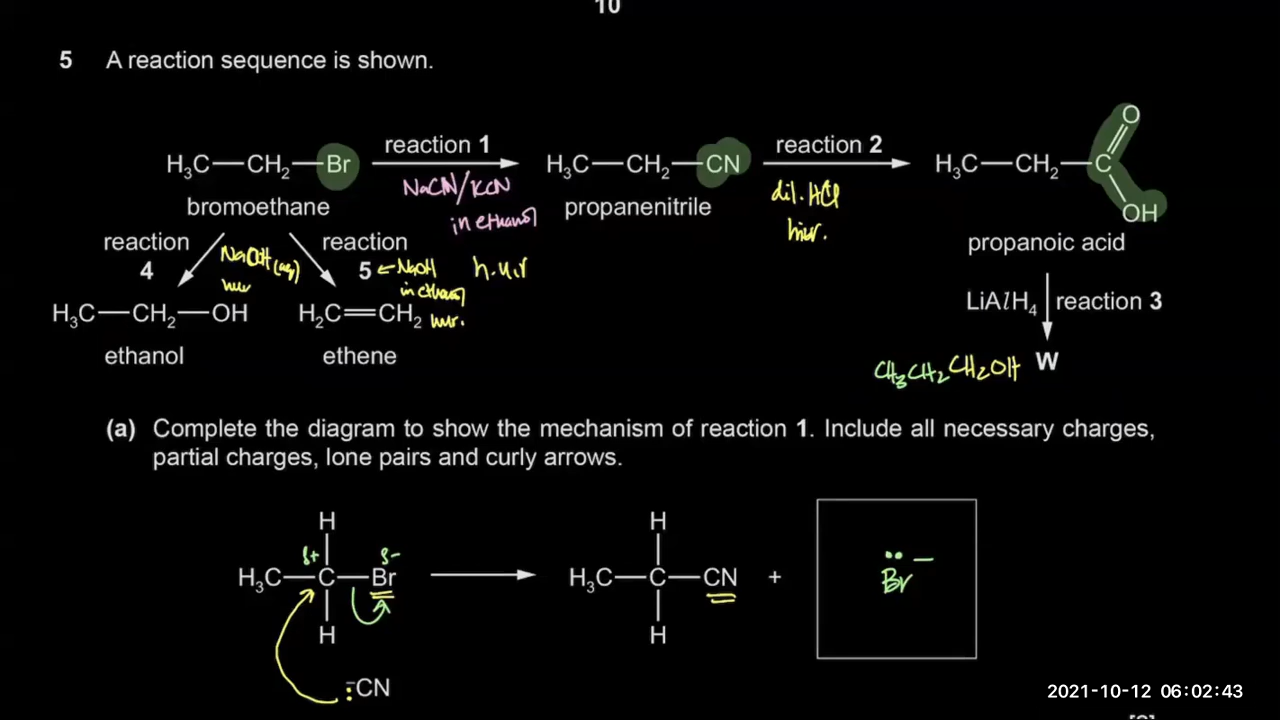 10
5 A reaction sequence is shown.
H₃C—CH₂—Br
reaction 1
NaCN/KCN
in ethanol
h.u.r
H₃C—CH₂—CN
reaction 2
dil. HCl
hur.
H₃C—CH₂—C
O
OH
bromoethane
propanenitrile
propanoic acid
reaction
4
NaOH(aq)
hur
reaction
5 ← NaOH
in ethanol
hur.
LiAlH₄
reaction 3
H₃C—CH₂—OH
H₂C=CH₂
ethanol
ethene
CH₃CH₂CH₂OH W
(a) Complete the diagram to show the mechanism of reaction 1. Include all necessary charges,
partial charges, lone pairs and curly arrows.
H
δ+
δ-
H₃C—C—Br
H
:⁻CN
H
H₃C—C—CN
H
+
Br⁻
2021-10-12 06:02:43